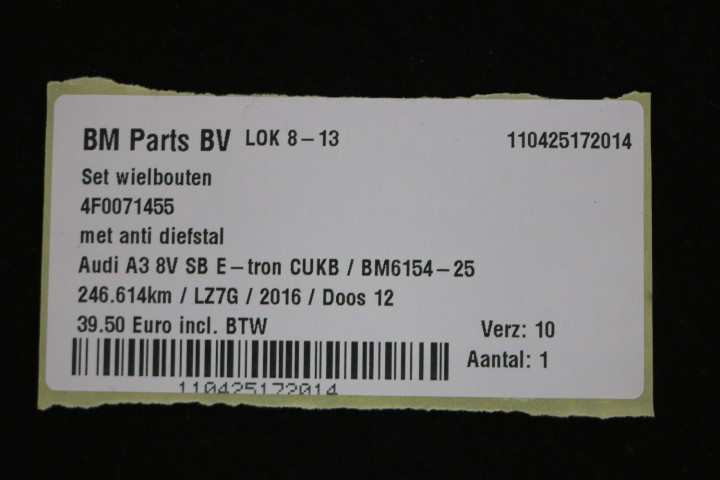 BM Parts BV LOK 8-13 110425172014
Set wielbouten
4F0071455
met anti diefstal
Audi A3 8V SB E-tron CUKB / BM6154-25
246.614km / LZ7G / 2016 / Doos 12
39.50 Euro incl. BTW Verz: 10
Aantal: 1
110425172014